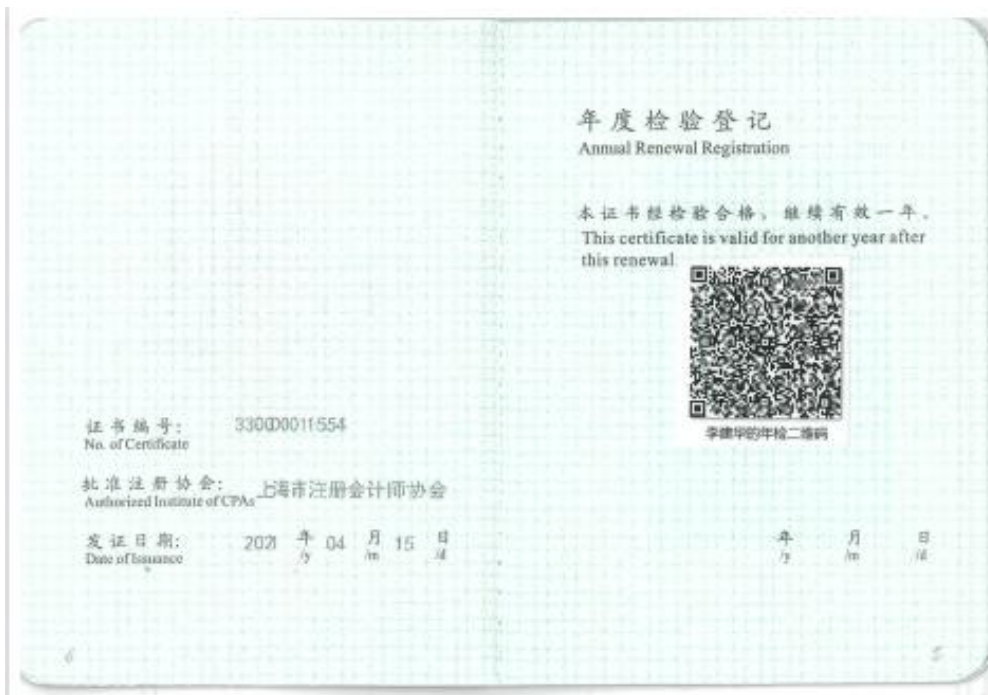 证书编号: 330000011554
No. of Certificate
批准注册协会: 上海市注册会计师协会
Authorized Institute of CPAs
发证日期: 2021 年 04 月 15 日
Date of Issuance /y /m /d
6
年度检验登记
Annual Renewal Registration
本证书经检验合格、继续有效一年。
This certificate is valid for another year after
this renewal.
李建华的年检二维码
年 月 日
/y /m /d
5